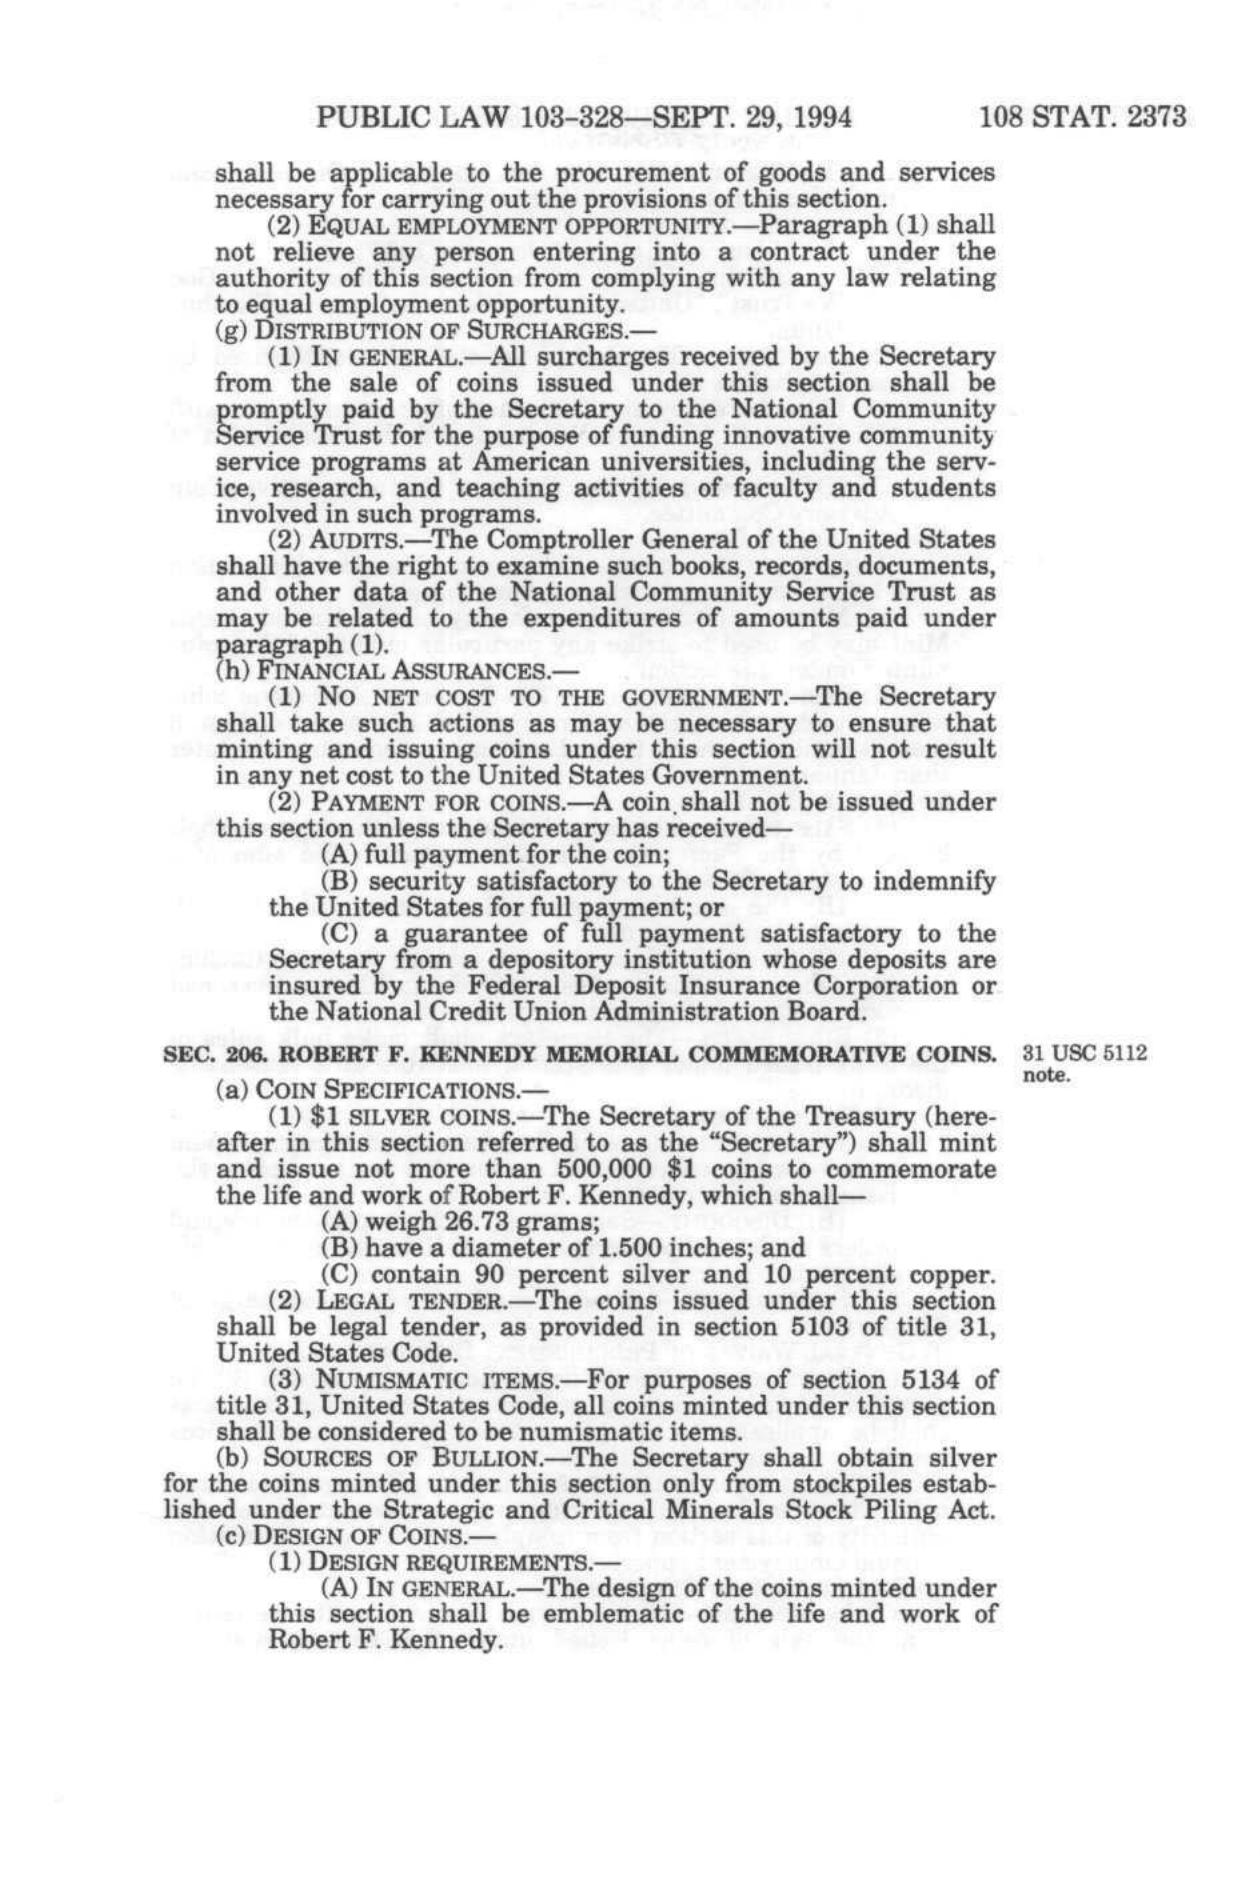 PUBLIC LAW 103-328—SEPT. 29, 1994 108 STAT. 2373
shall be applicable to the procurement of goods and services
necessary for carrying out the provisions of this section.
(2) EQUAL EMPLOYMENT OPPORTUNITY.—Paragraph (1) shall
not relieve any person entering into a contract under the
authority of this section from complying with any law relating
to equal employment opportunity.
(g) DISTRIBUTION OF SURCHARGES.—
(1) IN GENERAL.—All surcharges received by the Secretary
from the sale of coins issued under this section shall be
promptly paid by the Secretary to the National Community
Service Trust for the purpose of funding innovative community
service programs at American universities, including the serv-
ice, research, and teaching activities of faculty and students
involved in such programs.
(2) AUDITS.—The Comptroller General of the United States
shall have the right to examine such books, records, documents,
and other data of the National Community Service Trust as
may be related to the expenditures of amounts paid under
paragraph (1).
(h) FINANCIAL ASSURANCES.—
(1) NO NET COST TO THE GOVERNMENT.—The Secretary
shall take such actions as may be necessary to ensure that
minting and issuing coins under this section will not result
in any net cost to the United States Government.
(2) PAYMENT FOR COINS.—A coin shall not be issued under
this section unless the Secretary has received—
(A) full payment for the coin;
(B) security satisfactory to the Secretary to indemnify
the United States for full payment; or
(C) a guarantee of full payment satisfactory to the
Secretary from a depository institution whose deposits are
insured by the Federal Deposit Insurance Corporation or
the National Credit Union Administration Board.
SEC. 206. ROBERT F. KENNEDY MEMORIAL COMMEMORATIVE COINS.
31 USC 5112
note.
(a) COIN SPECIFICATIONS.—
(1) $1 SILVER COINS.—The Secretary of the Treasury (here-
after in this section referred to as the “Secretary”) shall mint
and issue not more than 500,000 $1 coins to commemorate
the life and work of Robert F. Kennedy, which shall—
(A) weigh 26.73 grams;
(B) have a diameter of 1.500 inches; and
(C) contain 90 percent silver and 10 percent copper.
(2) LEGAL TENDER.—The coins issued under this section
shall be legal tender, as provided in section 5103 of title 31,
United States Code.
(3) NUMISMATIC ITEMS.—For purposes of section 5134 of
title 31, United States Code, all coins minted under this section
shall be considered to be numismatic items.
(b) SOURCES OF BULLION.—The Secretary shall obtain silver
for the coins minted under this section only from stockpiles estab-
lished under the Strategic and Critical Minerals Stock Piling Act.
(c) DESIGN OF COINS.—
(1) DESIGN REQUIREMENTS.—
(A) IN GENERAL.—The design of the coins minted under
this section shall be emblematic of the life and work of
Robert F. Kennedy.